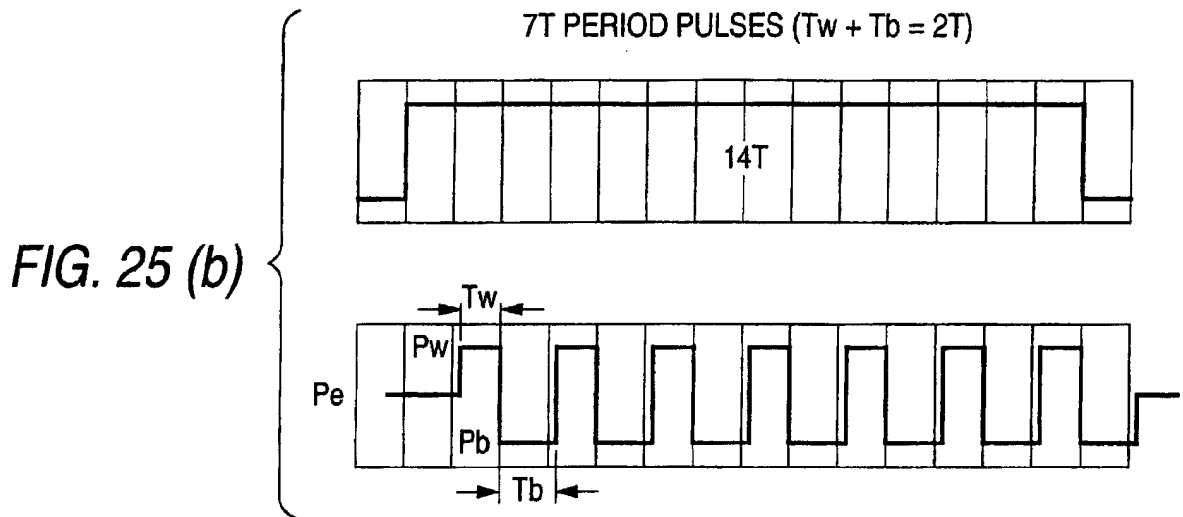 7T PERIOD PULSES (Tw + Tb = 2T)
14T
FIG. 25 (b)
Tw
Pw
Pe
Pb
Tb